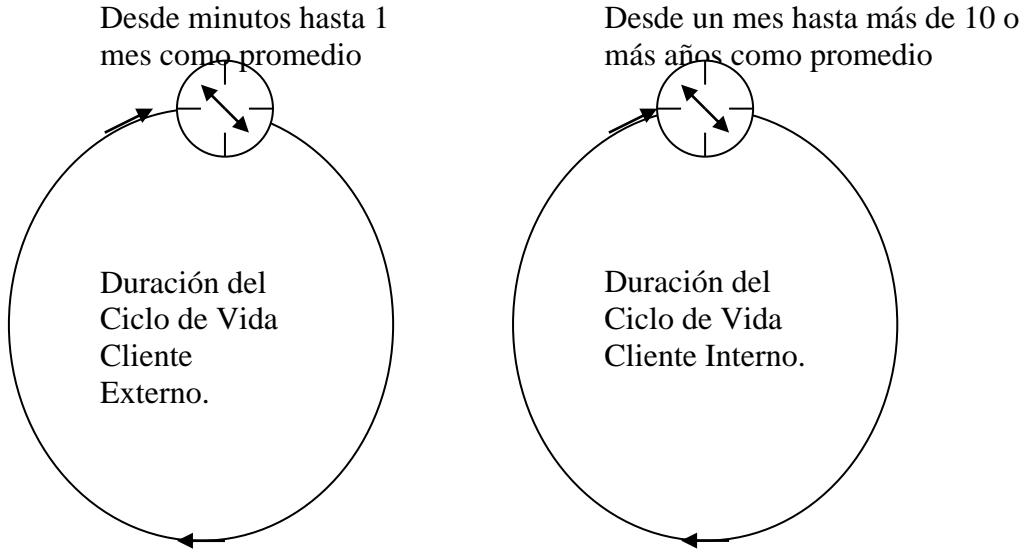 Desde minutos hasta 1
mes como promedio
Desde un mes hasta más de 10 o
más años como promedio
Duración del
Ciclo de Vida
Cliente
Externo.
Duración del
Ciclo de Vida
Cliente Interno.